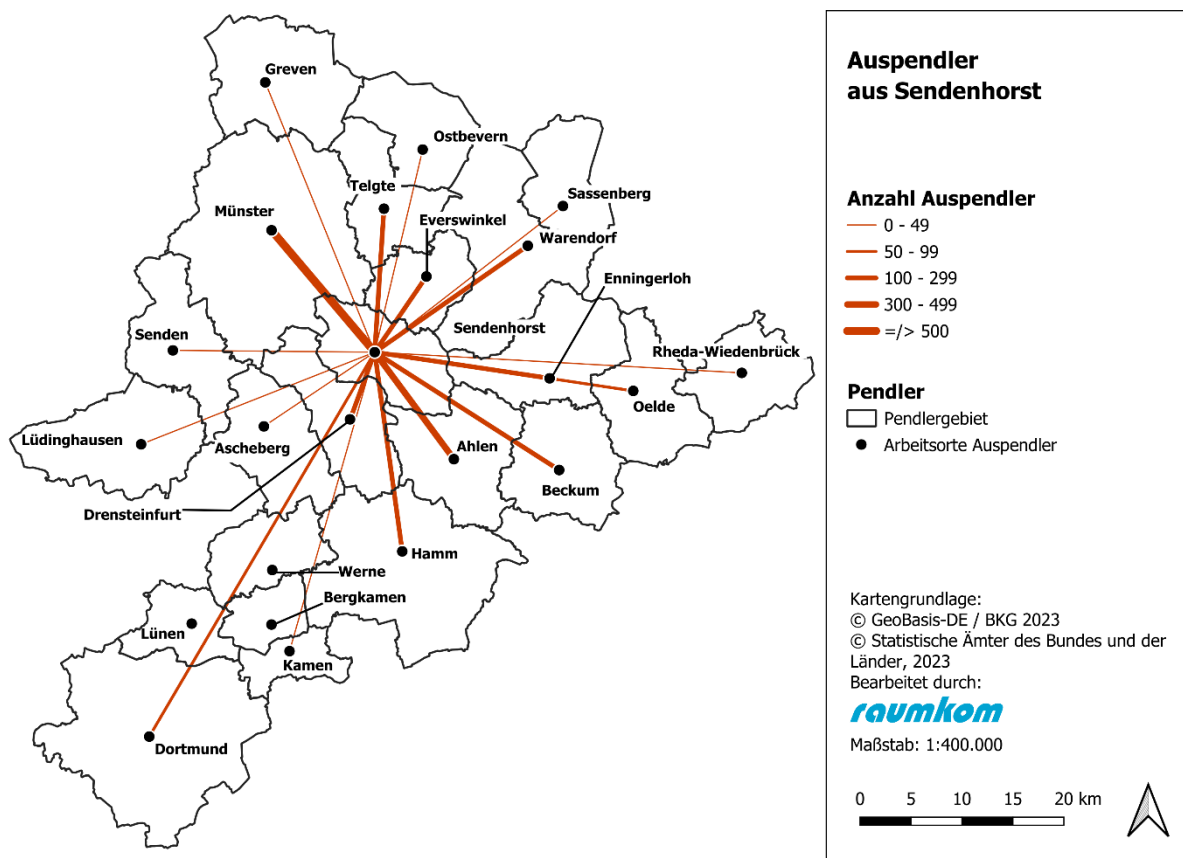 Greven
Ostbevern
Telgte
Sassenberg
Münster
Everswinkel
Warendorf
Enningerloh
Senden
Sendenhorst
Rheda-Wiedenbrück
Oelde
Lüdinghausen
Ascheberg
Ahlen
Beckum
Drensteinfurt
Hamm
Werne
Bergkamen
Lünen
Kamen
Dortmund
Auspendler
aus Sendenhorst
Anzahl Auspendler
0 - 49
50 - 99
100 - 299
300 - 499
=/> 500
Pendler
Pendlergebiet
Arbeitsorte Auspendler
Kartengrundlage:
© GeoBasis-DE / BKG 2023
© Statistische Ämter des Bundes und der
Länder, 2023
Bearbeitet durch:
raumkom
Maßstab: 1:400.000
0 5 10 15 20 km